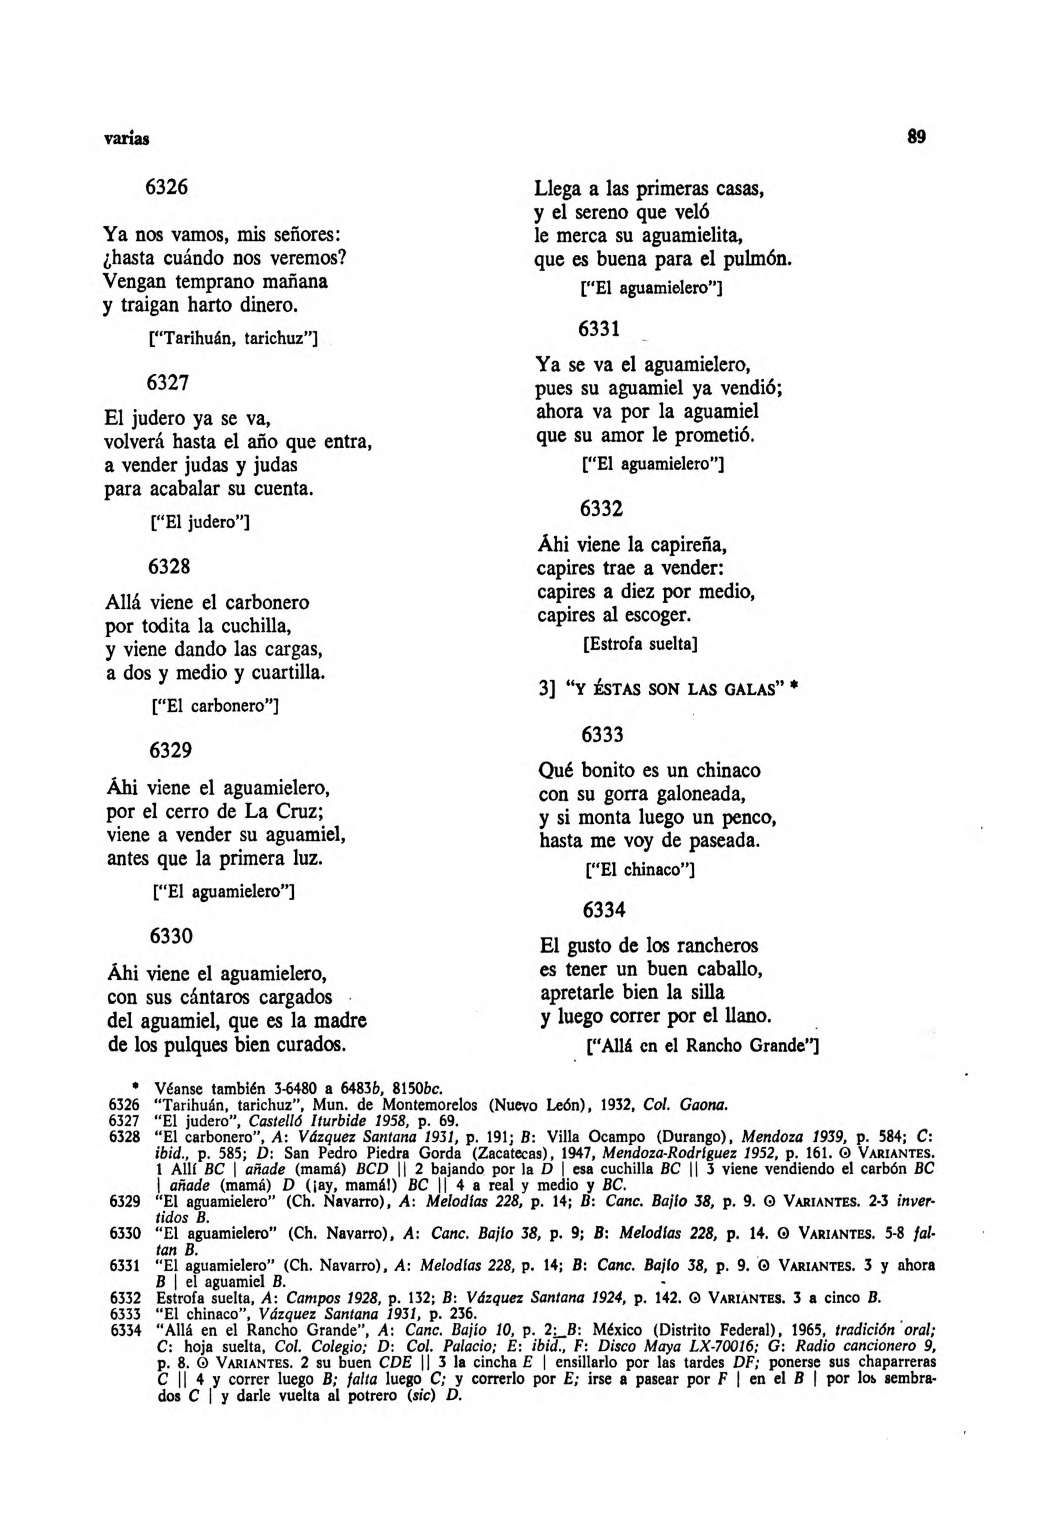 varias
89
6326
Ya nos vamos, mis señores:
¿hasta cuándo nos veremos?
Vengan temprano mañana
y traigan harto dinero.
["Tarihuán, tarichuz"]
6327
El judero ya se va,
volverá hasta el año que entra,
a vender judas y judas
para acabalar su cuenta.
["El judero"]
6328
Allá viene el carbonero
por todita la cuchilla,
y viene dando las cargas,
a dos y medio y cuartilla.
["El carbonero"]
6329
Áhi viene el aguamielero,
por el cerro de La Cruz;
viene a vender su aguamiel,
antes que la primera luz.
["El aguamielero"]
6330
Áhi viene el aguamielero,
con sus cántaros cargados
del aguamiel, que es la madre
de los pulques bien curados.
Llega a las primeras casas,
y el sereno que veló
le merca su aguamielita,
que es buena para el pulmón.
["El aguamielero"]
6331
Ya se va el aguamielero,
pues su aguamiel ya vendió;
ahora va por la aguamiel
que su amor le prometió.
["El aguamielero"]
6332
Áhi viene la capireña,
capires trae a vender:
capires a diez por medio,
capires al escoger.
[Estrofa suelta]
3] "Y ÉSTAS SON LAS GALAS" *
6333
Qué bonito es un chinaco
con su gorra galoneada,
y si monta luego un penco,
hasta me voy de paseada.
["El chinaco"]
6334
El gusto de los rancheros
es tener un buen caballo,
apretarle bien la silla
y luego correr por el llano.
["Allá en el Rancho Grande"]
* Véanse también 3-6480 a 6483b, 8150bc.
6326 "Tarihuán, tarichuz", Mun. de Montemorelos (Nuevo León), 1932, Col. Gaona.
6327 "El judero", Castelló Iturbide 1958, p. 69.
6328 "El carbonero", A: Vázquez Santana 1931, p. 191; B: Villa Ocampo (Durango), Mendoza 1939, p. 584; C:
ibid., p. 585; D: San Pedro Piedra Gorda (Zacatecas), 1947, Mendoza-Rodríguez 1952, p. 161. ⊙ VARIANTES.
1 Allí BC | añade (mamá) BCD || 2 bajando por la D | esa cuchilla BC || 3 viene vendiendo el carbón BC
| añade (mamá) D (¡ay, mamá!) BC || 4 a real y medio y BC.
6329 "El aguamielero" (Ch. Navarro), A: Melodías 228, p. 14; B: Canc. Bajío 38, p. 9. ⊙ VARIANTES. 2-3 inver-
tidos B.
6330 "El aguamielero" (Ch. Navarro), A: Canc. Bajío 38, p. 9; B: Melodías 228, p. 14. ⊙ VARIANTES. 5-8 fal-
tan B.
6331 "El aguamielero" (Ch. Navarro), A: Melodías 228, p. 14; B: Canc. Bajío 38, p. 9. ⊙ VARIANTES. 3 y ahora
B | el aguamiel B.
6332 Estrofa suelta, A: Campos 1928, p. 132; B: Vázquez Santana 1924, p. 142. ⊙ VARIANTES. 3 a cinco B.
6333 "El chinaco", Vázquez Santana 1931, p. 236.
6334 "Allá en el Rancho Grande", A: Canc. Bajío 10, p. 2; B: México (Distrito Federal), 1965, tradición oral;
C: hoja suelta, Col. Colegio; D: Col. Palacio; E: ibid., F: Disco Maya LX-70016; G: Radio cancionero 9,
p. 8. ⊙ VARIANTES. 2 su buen CDE || 3 la cincha E | ensillarlo por las tardes DF; ponerse sus chaparreras
C || 4 y correr luego B; falta luego C; y correrlo por E; irse a pasear por F | en el B | por los sembra-
dos C | y darle vuelta al potrero (sic) D.